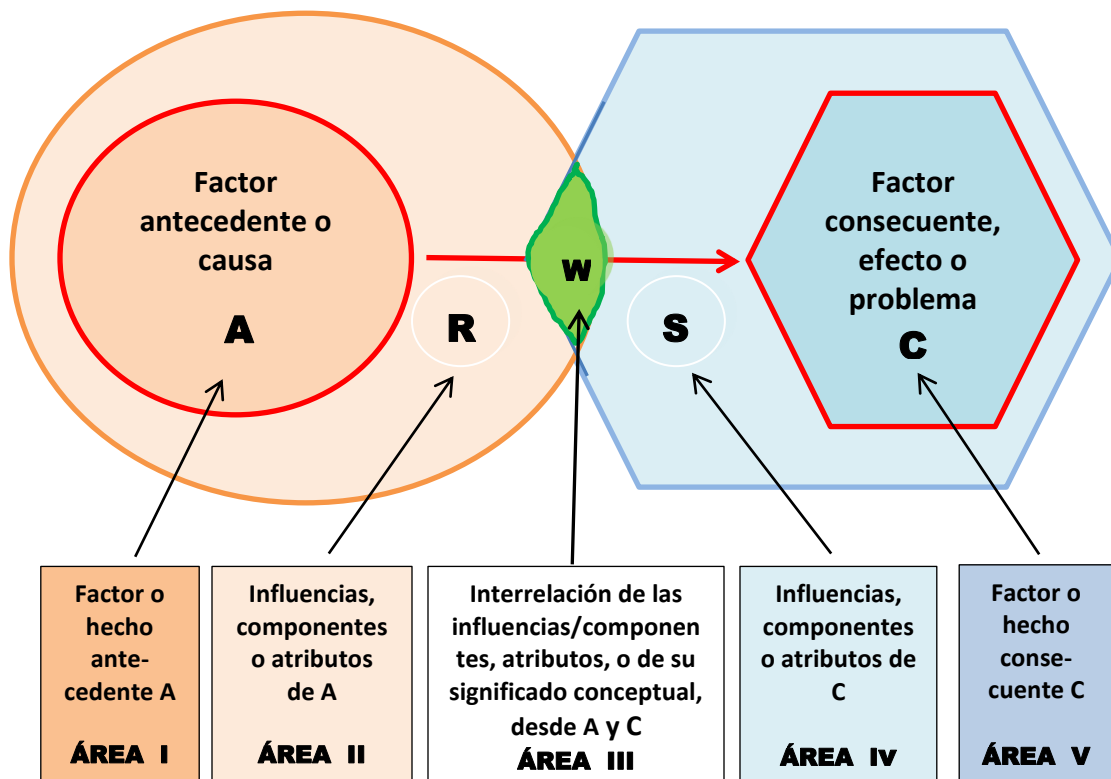 Factor
antecedente o
causa
A
R
W
S
Factor
consecuente,
efecto o
problema
C
Factor o
hecho
ante-
cedente A
ÁREA I
Influencias,
componentes
o atributos
de A
ÁREA II
Interrelación de las
influencias/componen
tes, atributos, o de su
significado conceptual,
desde A y C
ÁREA III
Influencias,
componentes
o atributos de
C
ÁREA IV
Factor o
hecho
conse-
cuente C
ÁREA V